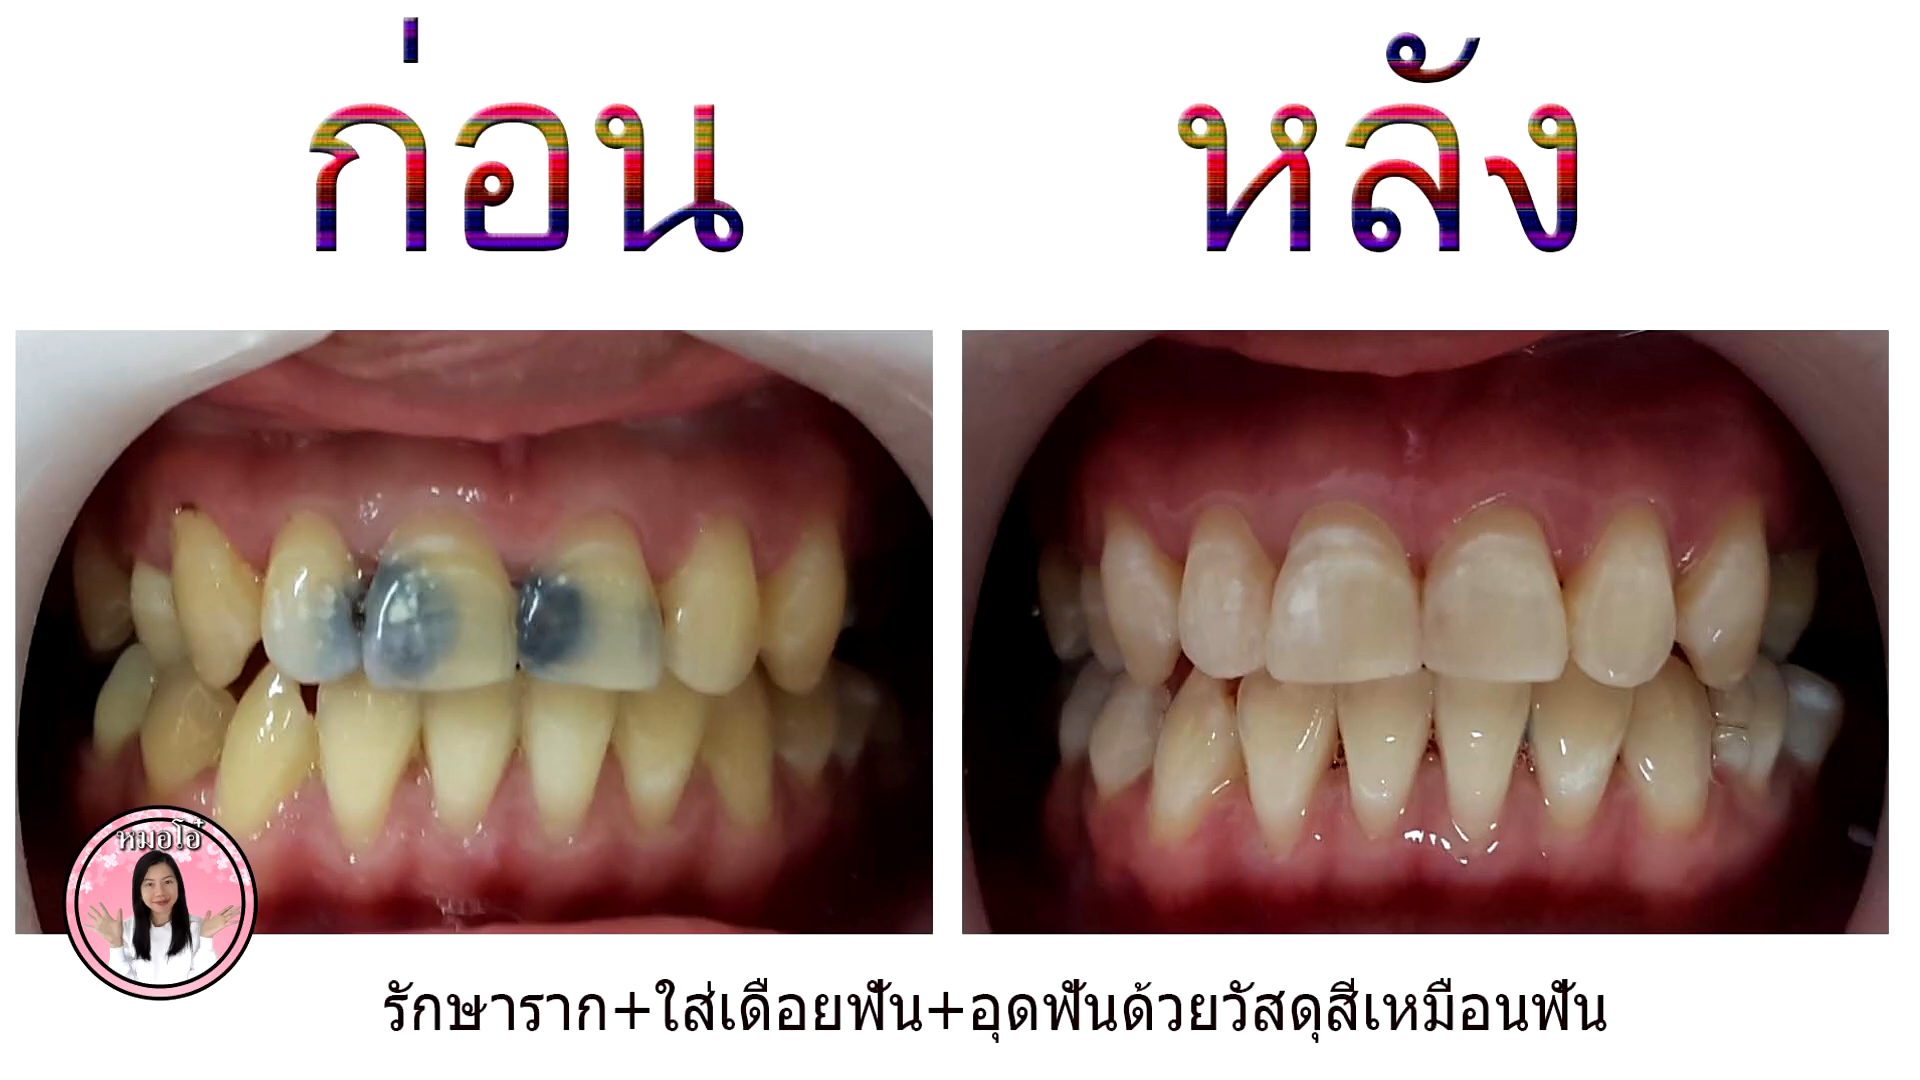 ก่อน
หลัง
หมอโอ๋
รักษาราก+ใส่เดือยฟัน+อุดฟันด้วยวัสดุสีเหมือนฟัน